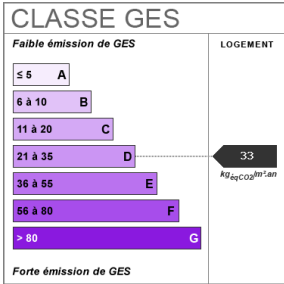 CLASSE GES
Faible émission de GES
LOGEMENT
≤ 5 A
6 à 10 B
11 à 20 C
21 à 35 D
33
kgéqCO2/m².an
36 à 55 E
56 à 80 F
> 80 G
Forte émission de GES